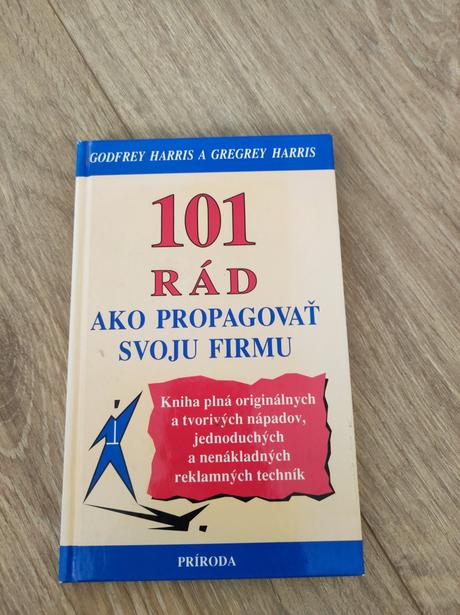 GODFREY HARRIS A GREGREY HARRIS
101
RÁD
AKO PROPAGOVAŤ
SVOJU FIRMU
Kniha plná originálnych
a tvorivých nápadov,
jednoduchých
a nenákladných
reklamných techník
1
PRÍRODA